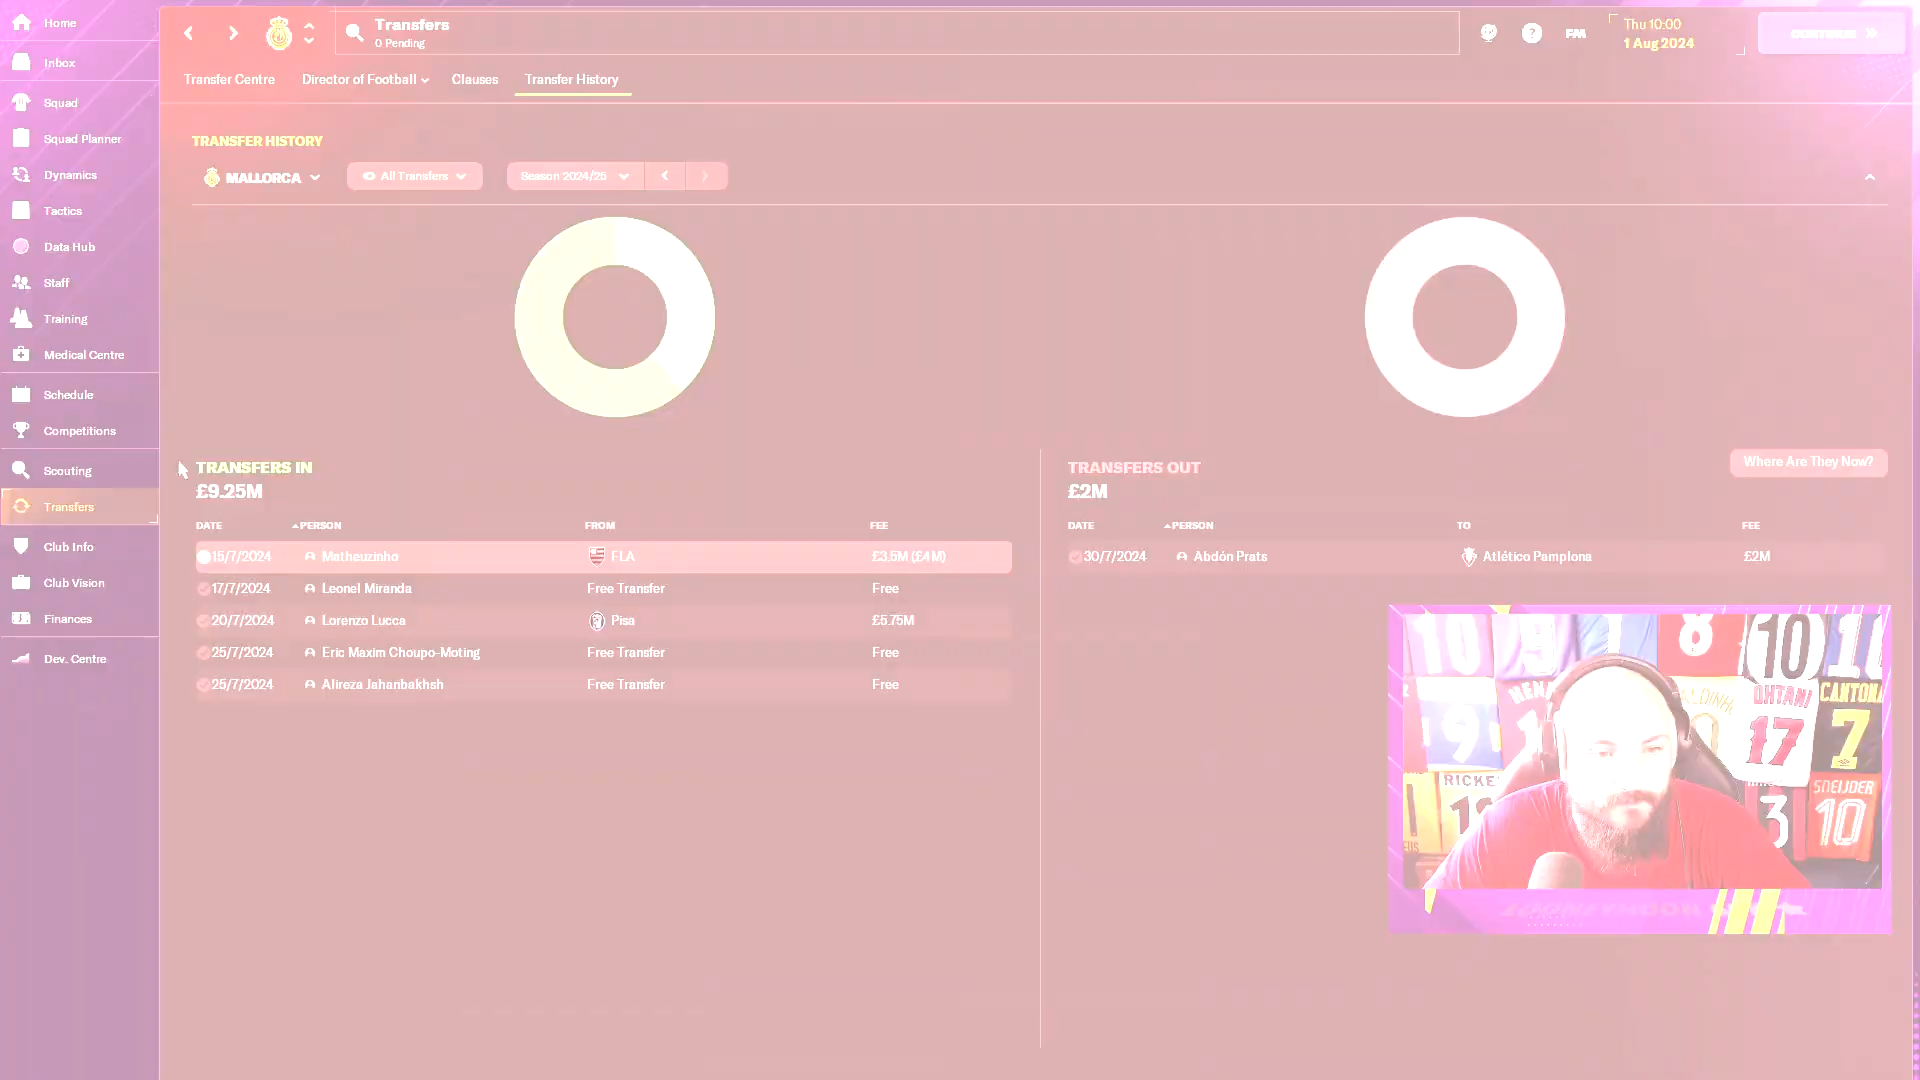 Home
Inbox
Squad
Squad Planner
Dynamics
Tactics
Data Hub
Staff
Training
Medical Centre
Schedule
Competitions
Scouting
Transfers
Club Info
Club Vision
Finances
Dev. Centre
Transfers
0 Pending
FM
Thu 10:00
1 Aug 2024
CONTINUE
Transfer Centre Director of Football Clauses Transfer History
TRANSFER HISTORY
MALLORCA All Transfers Season 2024/25
TRANSFERS IN
£9.25M
DATE PERSON FROM FEE
15/7/2024 Matheuzinho FLA £3.5M (£4M)
17/7/2024 Leonel Miranda Free Transfer Free
20/7/2024 Lorenzo Lucca Pisa £5.75M
25/7/2024 Eric Maxim Choupo-Moting Free Transfer Free
25/7/2024 Alireza Jahanbakhsh Free Transfer Free
TRANSFERS OUT
£2M
Where Are They Now?
DATE PERSON TO FEE
30/7/2024 Abdón Prats Atlético Pamplona £2M
10 9 8 10 1
OHTANI CANTONA
9 17 7
RICKE SNEIJDER
3 10